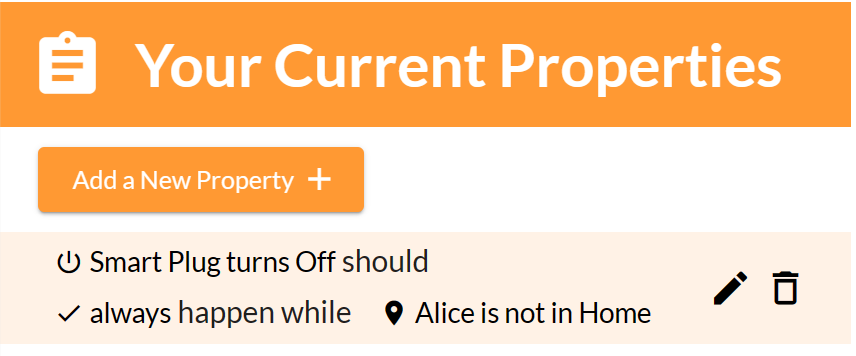 Your Current Properties
Add a New Property +
Smart Plug turns Off should
always happen while Alice is not in Home